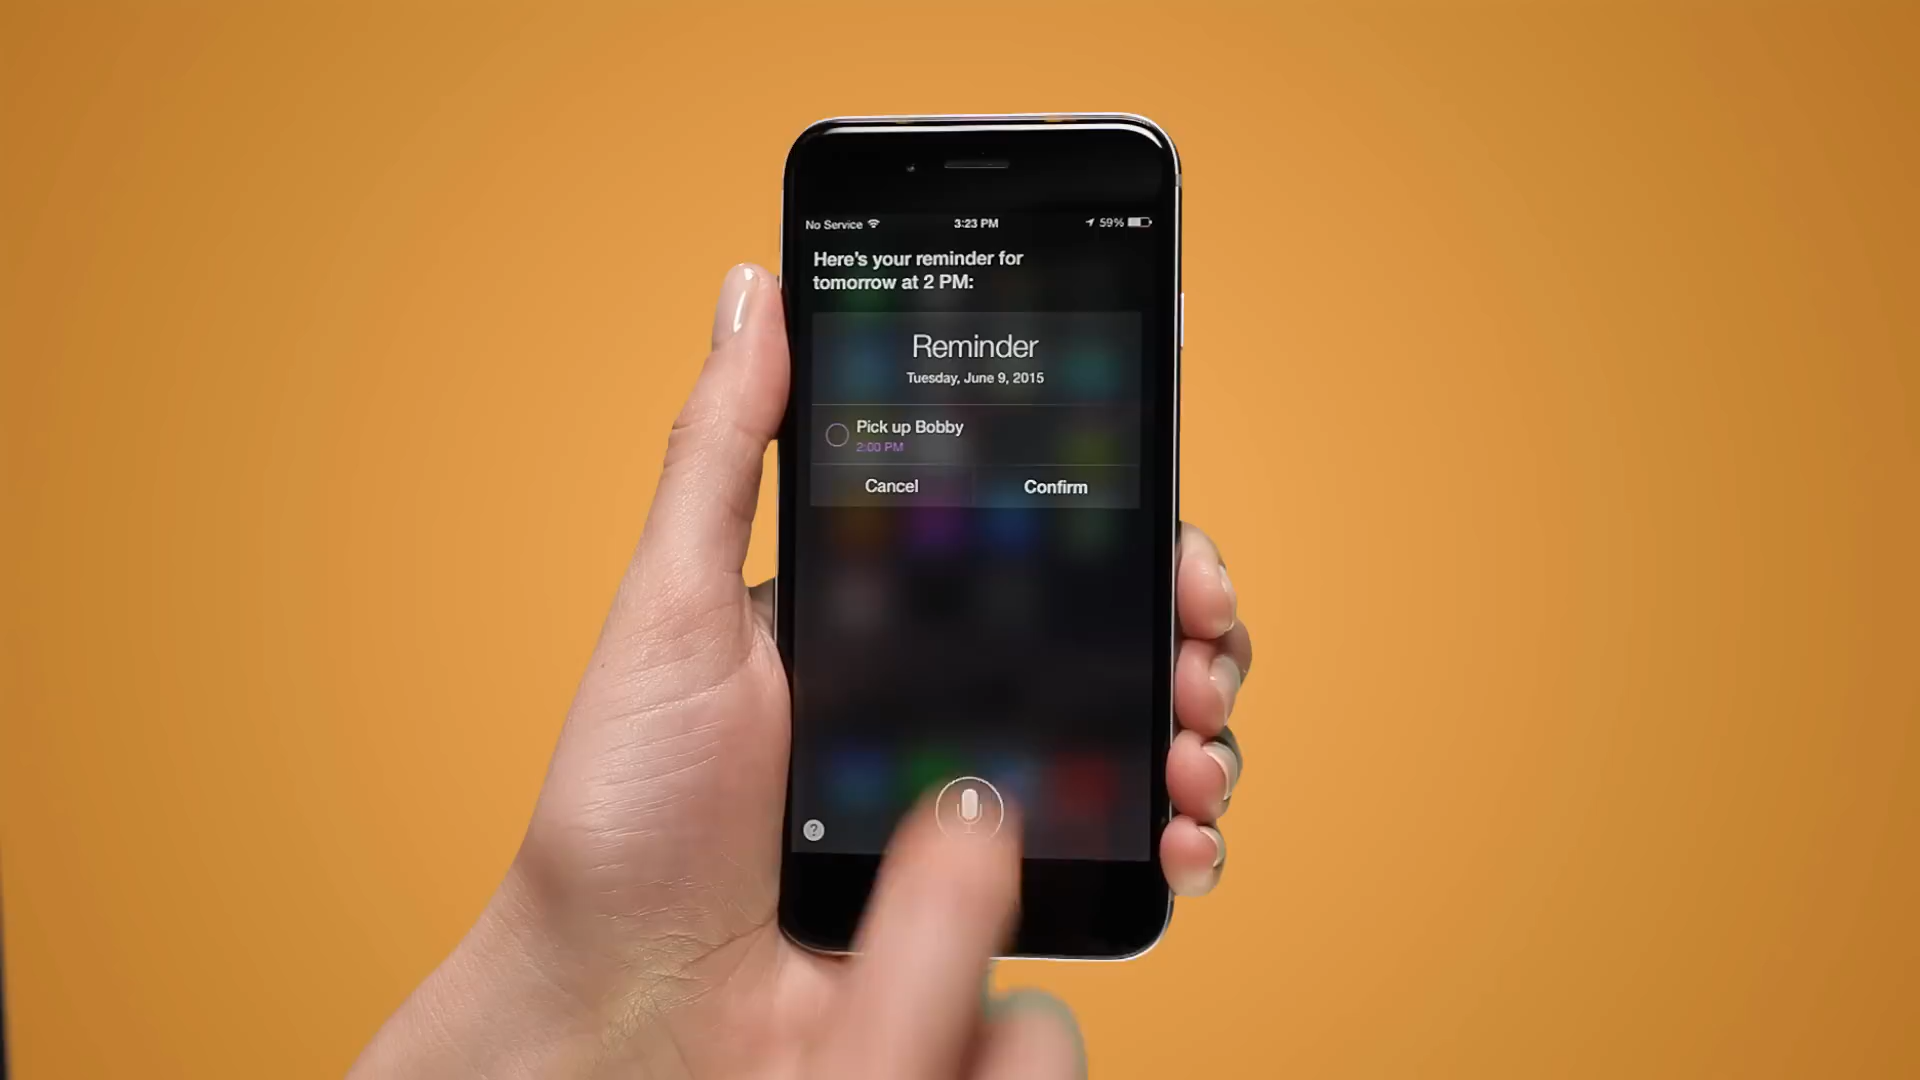 No Service 3:23 PM 59%
Here's your reminder for
tomorrow at 2 PM:
Reminder
Tuesday, June 9, 2015
Pick up Bobby
2:00 PM
Cancel Confirm
?